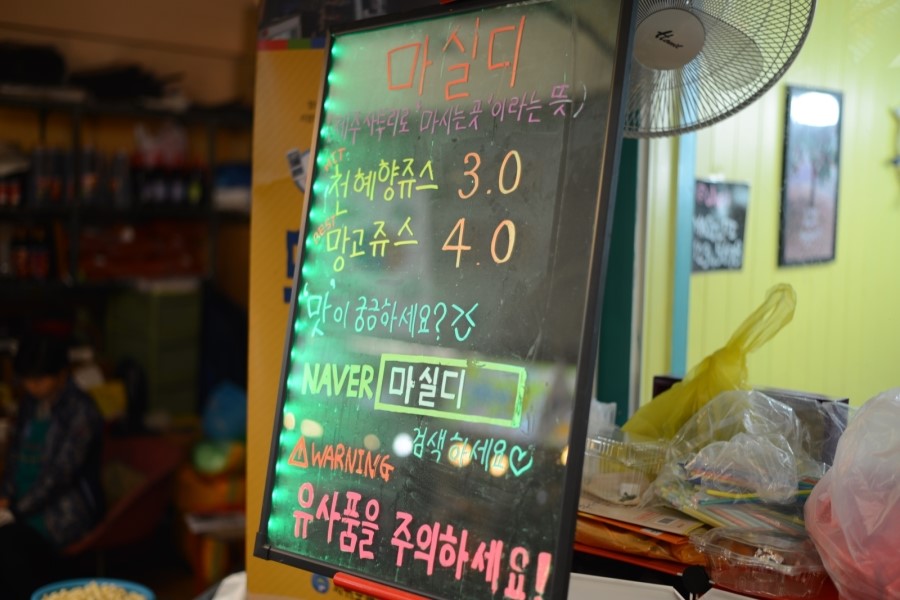 마실디
(제주사투리로 '마시는곳'이라는 뜻)
천혜향쥬스 3.0
BEST
망고쥬스 4.0
'맛'이 궁금하세요?
NAVER 마실디
검색하세요♡
⚠WARNING
유사품을 주의하세요!